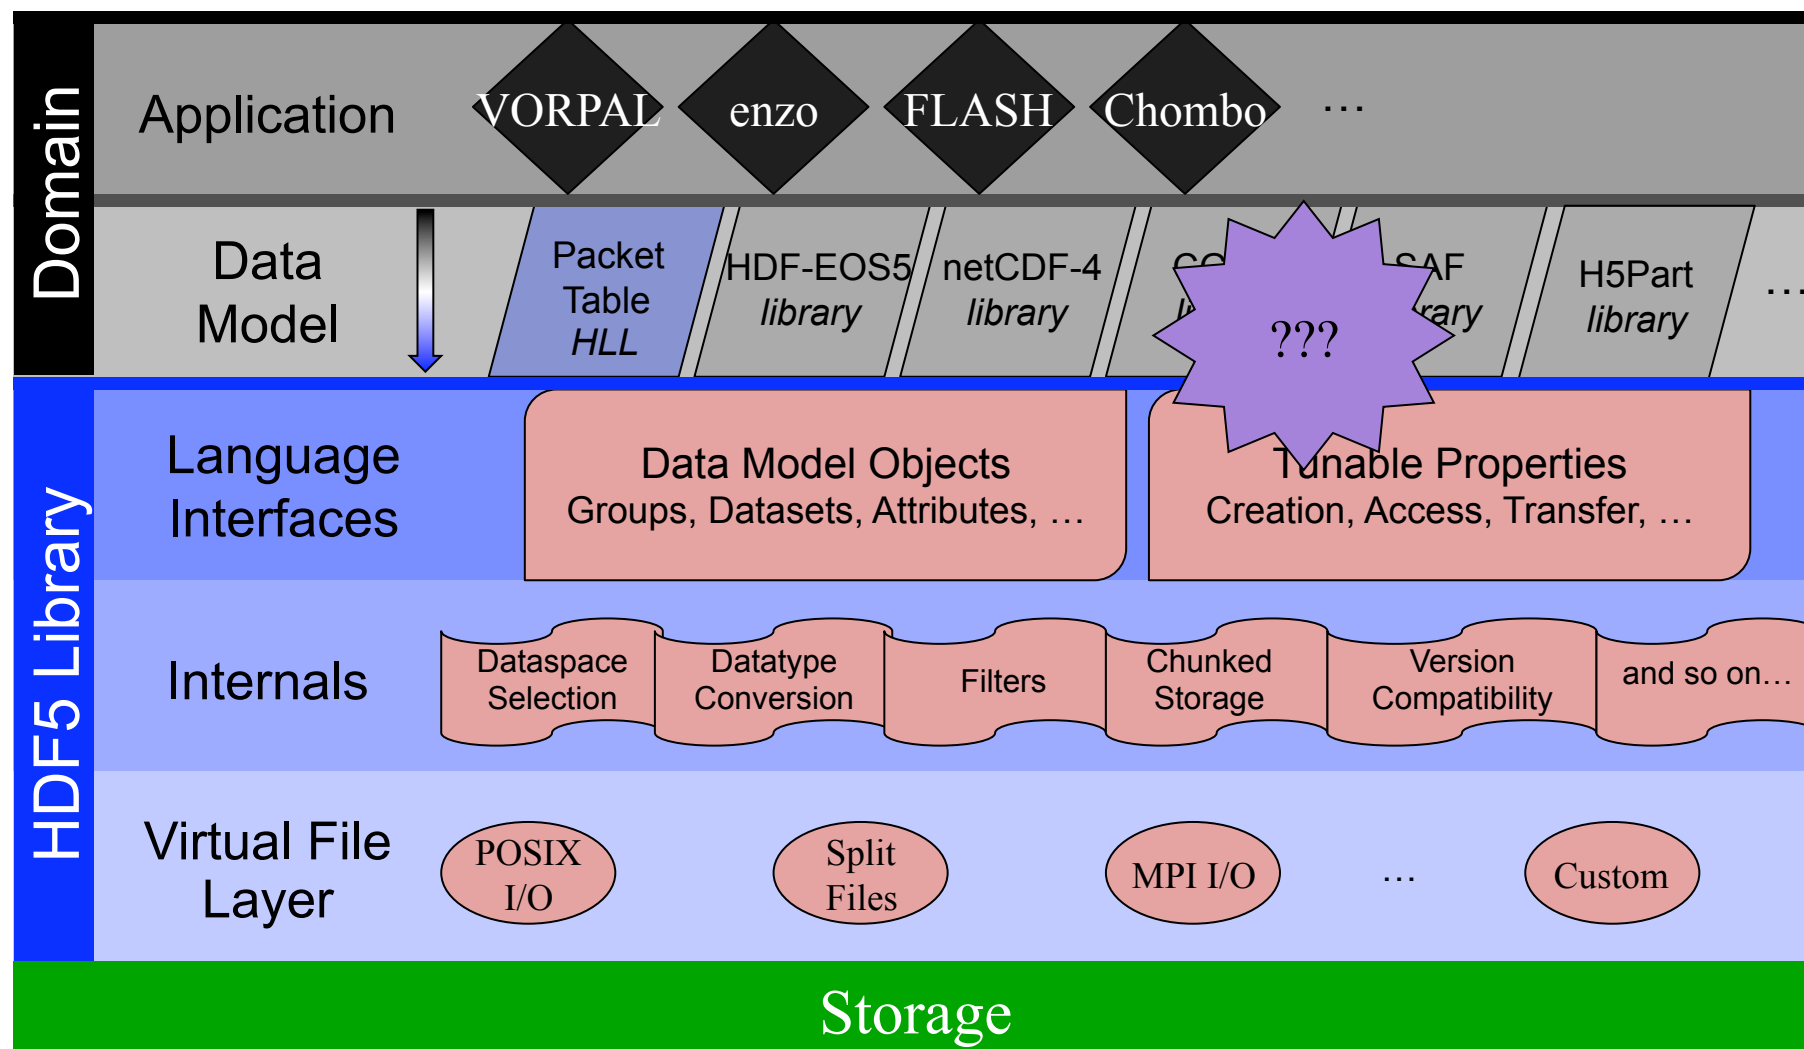 Domain
Application
VORPAL
enzo
FLASH
Chombo
…
Data
Model
Packet
Table
HLL
HDF-EOS5
library
netCDF-4
library
???
H5Part
library
…
HDF5 Library
Language
Interfaces
Data Model Objects
Groups, Datasets, Attributes, …
Tunable Properties
Creation, Access, Transfer, …
Internals
Dataspace
Selection
Datatype
Conversion
Filters
Chunked
Storage
Version
Compatibility
and so on…
Virtual File
Layer
POSIX
I/O
Split
Files
MPI I/O
…
Custom
Storage